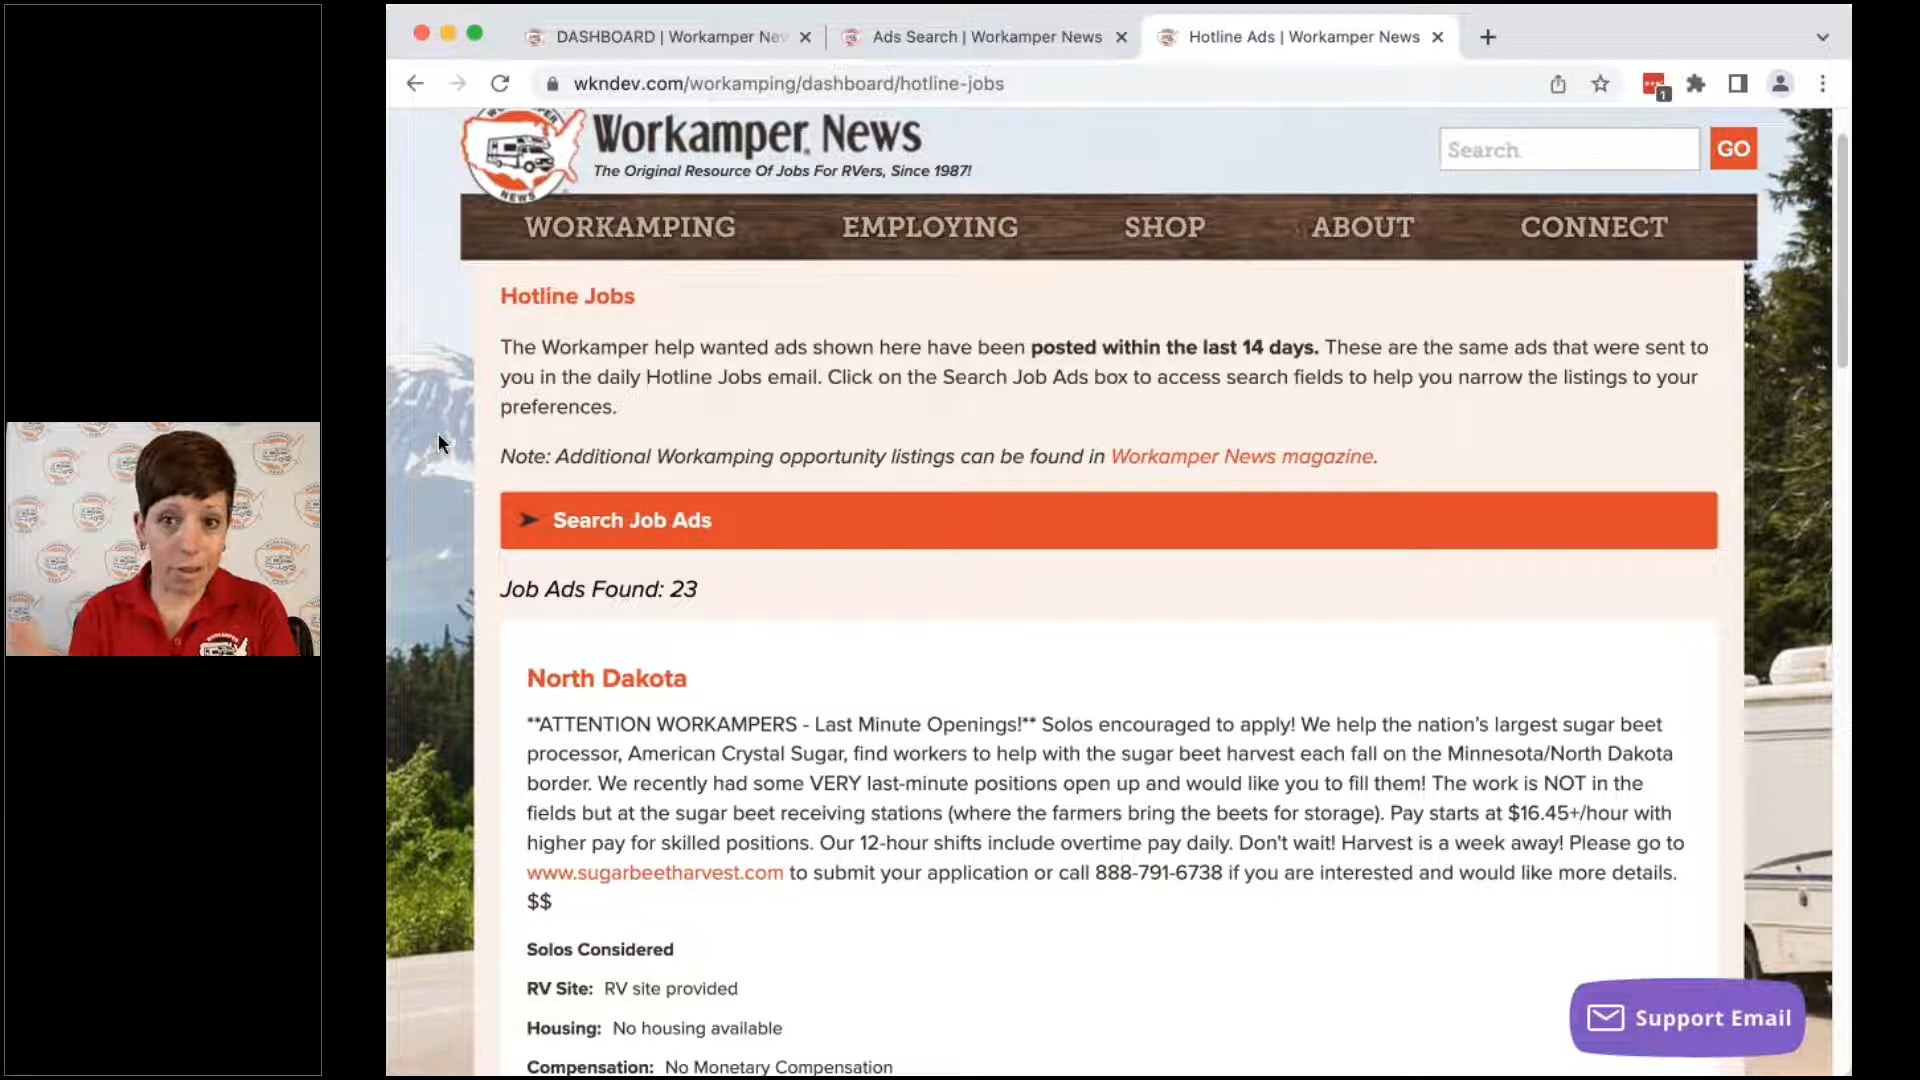 DASHBOARD | Workamper Nev
Ads Search | Workamper News
Hotline Ads | Workamper News
wkndev.com/workamping/dashboard/hotline-jobs
1
NEWS
Workamper News
The Original Resource Of Jobs For RVers, Since 1987!
Search
GO
WORKAMPING
EMPLOYING
SHOP
ABOUT
CONNECT
Hotline Jobs
The Workamper help wanted ads shown here have been posted within the last 14 days. These are the same ads that were sent to
you in the daily Hotline Jobs email. Click on the Search Job Ads box to access search fields to help you narrow the listings to your
preferences.
Note: Additional Workamping opportunity listings can be found in Workamper News magazine.
Search Job Ads
Job Ads Found: 23
North Dakota
**ATTENTION WORKAMPERS - Last Minute Openings!** Solos encouraged to apply! We help the nation's largest sugar beet
processor, American Crystal Sugar, find workers to help with the sugar beet harvest each fall on the Minnesota/North Dakota
border. We recently had some VERY last-minute positions open up and would like you to fill them! The work is NOT in the
fields but at the sugar beet receiving stations (where the farmers bring the beets for storage). Pay starts at $16.45+/hour with
higher pay for skilled positions. Our 12-hour shifts include overtime pay daily. Don't wait! Harvest is a week away! Please go to
www.sugarbeetharvest.com to submit your application or call 888-791-6738 if you are interested and would like more details.
$$
Solos Considered
RV Site: RV site provided
Housing: No housing available
Compensation: No Monetary Compensation
Support Email